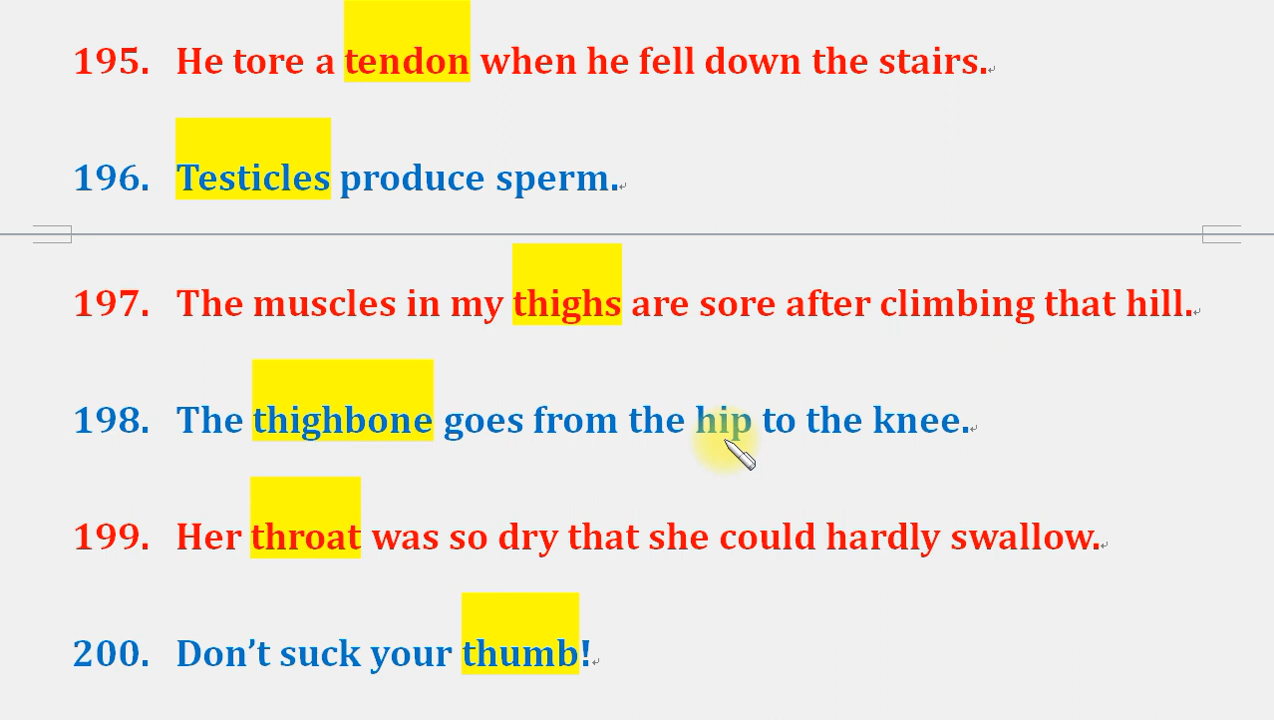 195. He tore a tendon when he fell down the stairs.
196. Testicles produce sperm.
197. The muscles in my thighs are sore after climbing that hill.
198. The thighbone goes from the hip to the knee.
199. Her throat was so dry that she could hardly swallow.
200. Don’t suck your thumb!